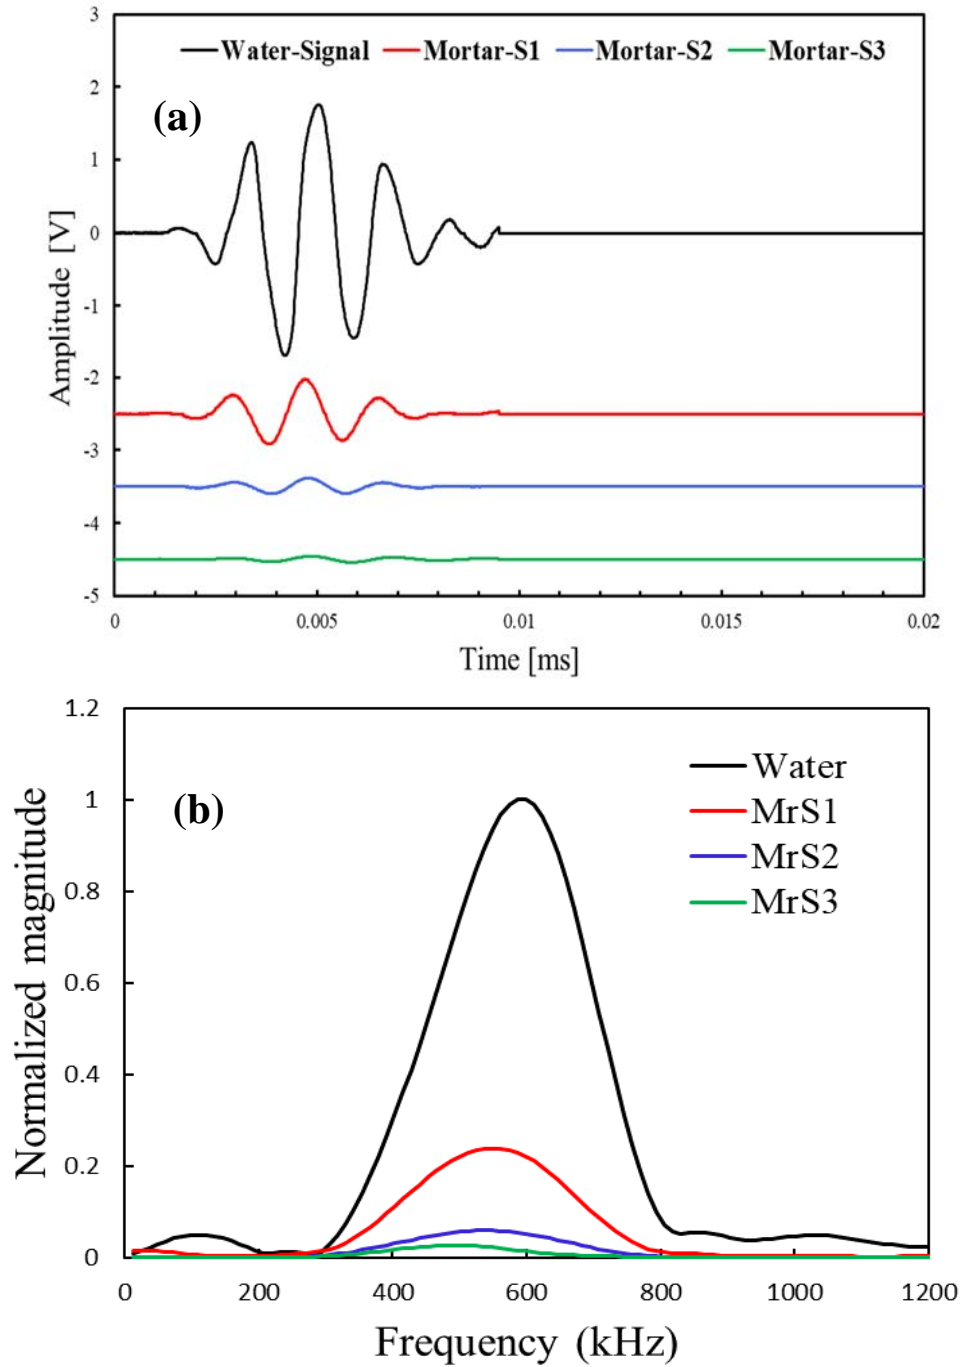 3
Water-Signal Mortar-S1 Mortar-S2 Mortar-S3
2
(a)
1
0
-1
-2
-3
-4
-5
Amplitude [V]
0 0.005 0.01 0.015 0.02
Time [ms]
1.2
Water
1
(b)
MrS1
MrS2
0.8
MrS3
0.6
0.4
0.2
0
Normalized magnitude
0 200 400 600 800 1000 1200
Frequency (kHz)